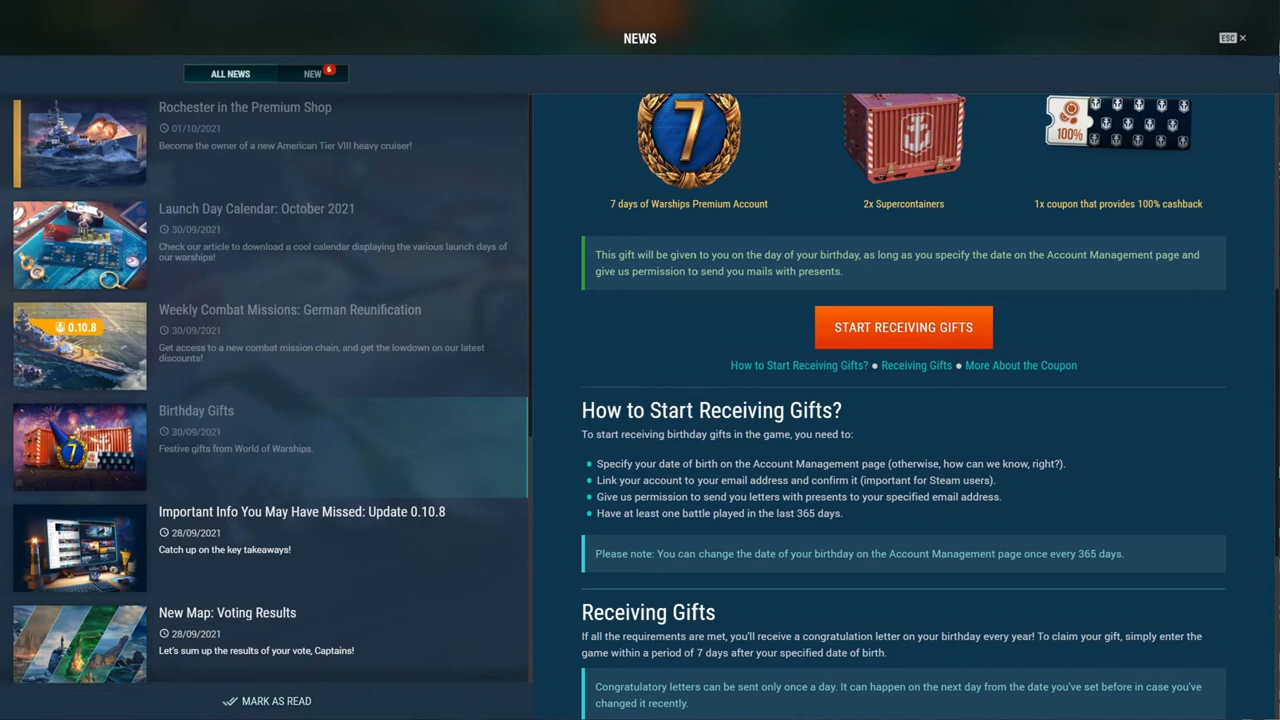 NEWS
ESC ×
ALL NEWS
NEW
6
Rochester in the Premium Shop
01/10/2021
Become the owner of a new American Tier VIII heavy cruiser!
Launch Day Calendar: October 2021
30/09/2021
Check our article to download a cool calendar displaying the various launch days of
our warships!
0.10.8
Weekly Combat Missions: German Reunification
30/09/2021
Get access to a new combat mission chain, and get the lowdown on our latest
discounts!
7
Birthday Gifts
30/09/2021
Festive gifts from World of Warships.
Important Info You May Have Missed: Update 0.10.8
28/09/2021
Catch up on the key takeaways!
New Map: Voting Results
28/09/2021
Let's sum up the results of your vote, Captains!
MARK AS READ
7
100%
7 days of Warships Premium Account
2x Supercontainers
1x coupon that provides 100% cashback
This gift will be given to you on the day of your birthday, as long as you specify the date on the Account Management page and
give us permission to send you mails with presents.
START RECEIVING GIFTS
How to Start Receiving Gifts? ● Receiving Gifts ● More About the Coupon
How to Start Receiving Gifts?
To start receiving birthday gifts in the game, you need to:
● Specify your date of birth on the Account Management page (otherwise, how can we know, right?).
● Link your account to your email address and confirm it (important for Steam users).
● Give us permission to send you letters with presents to your specified email address.
● Have at least one battle played in the last 365 days.
Please note: You can change the date of your birthday on the Account Management page once every 365 days.
Receiving Gifts
If all the requirements are met, you'll receive a congratulation letter on your birthday every year! To claim your gift, simply enter the
game within a period of 7 days after your specified date of birth.
Congratulatory letters can be sent only once a day. It can happen on the next day from the date you've set before in case you've
changed it recently.